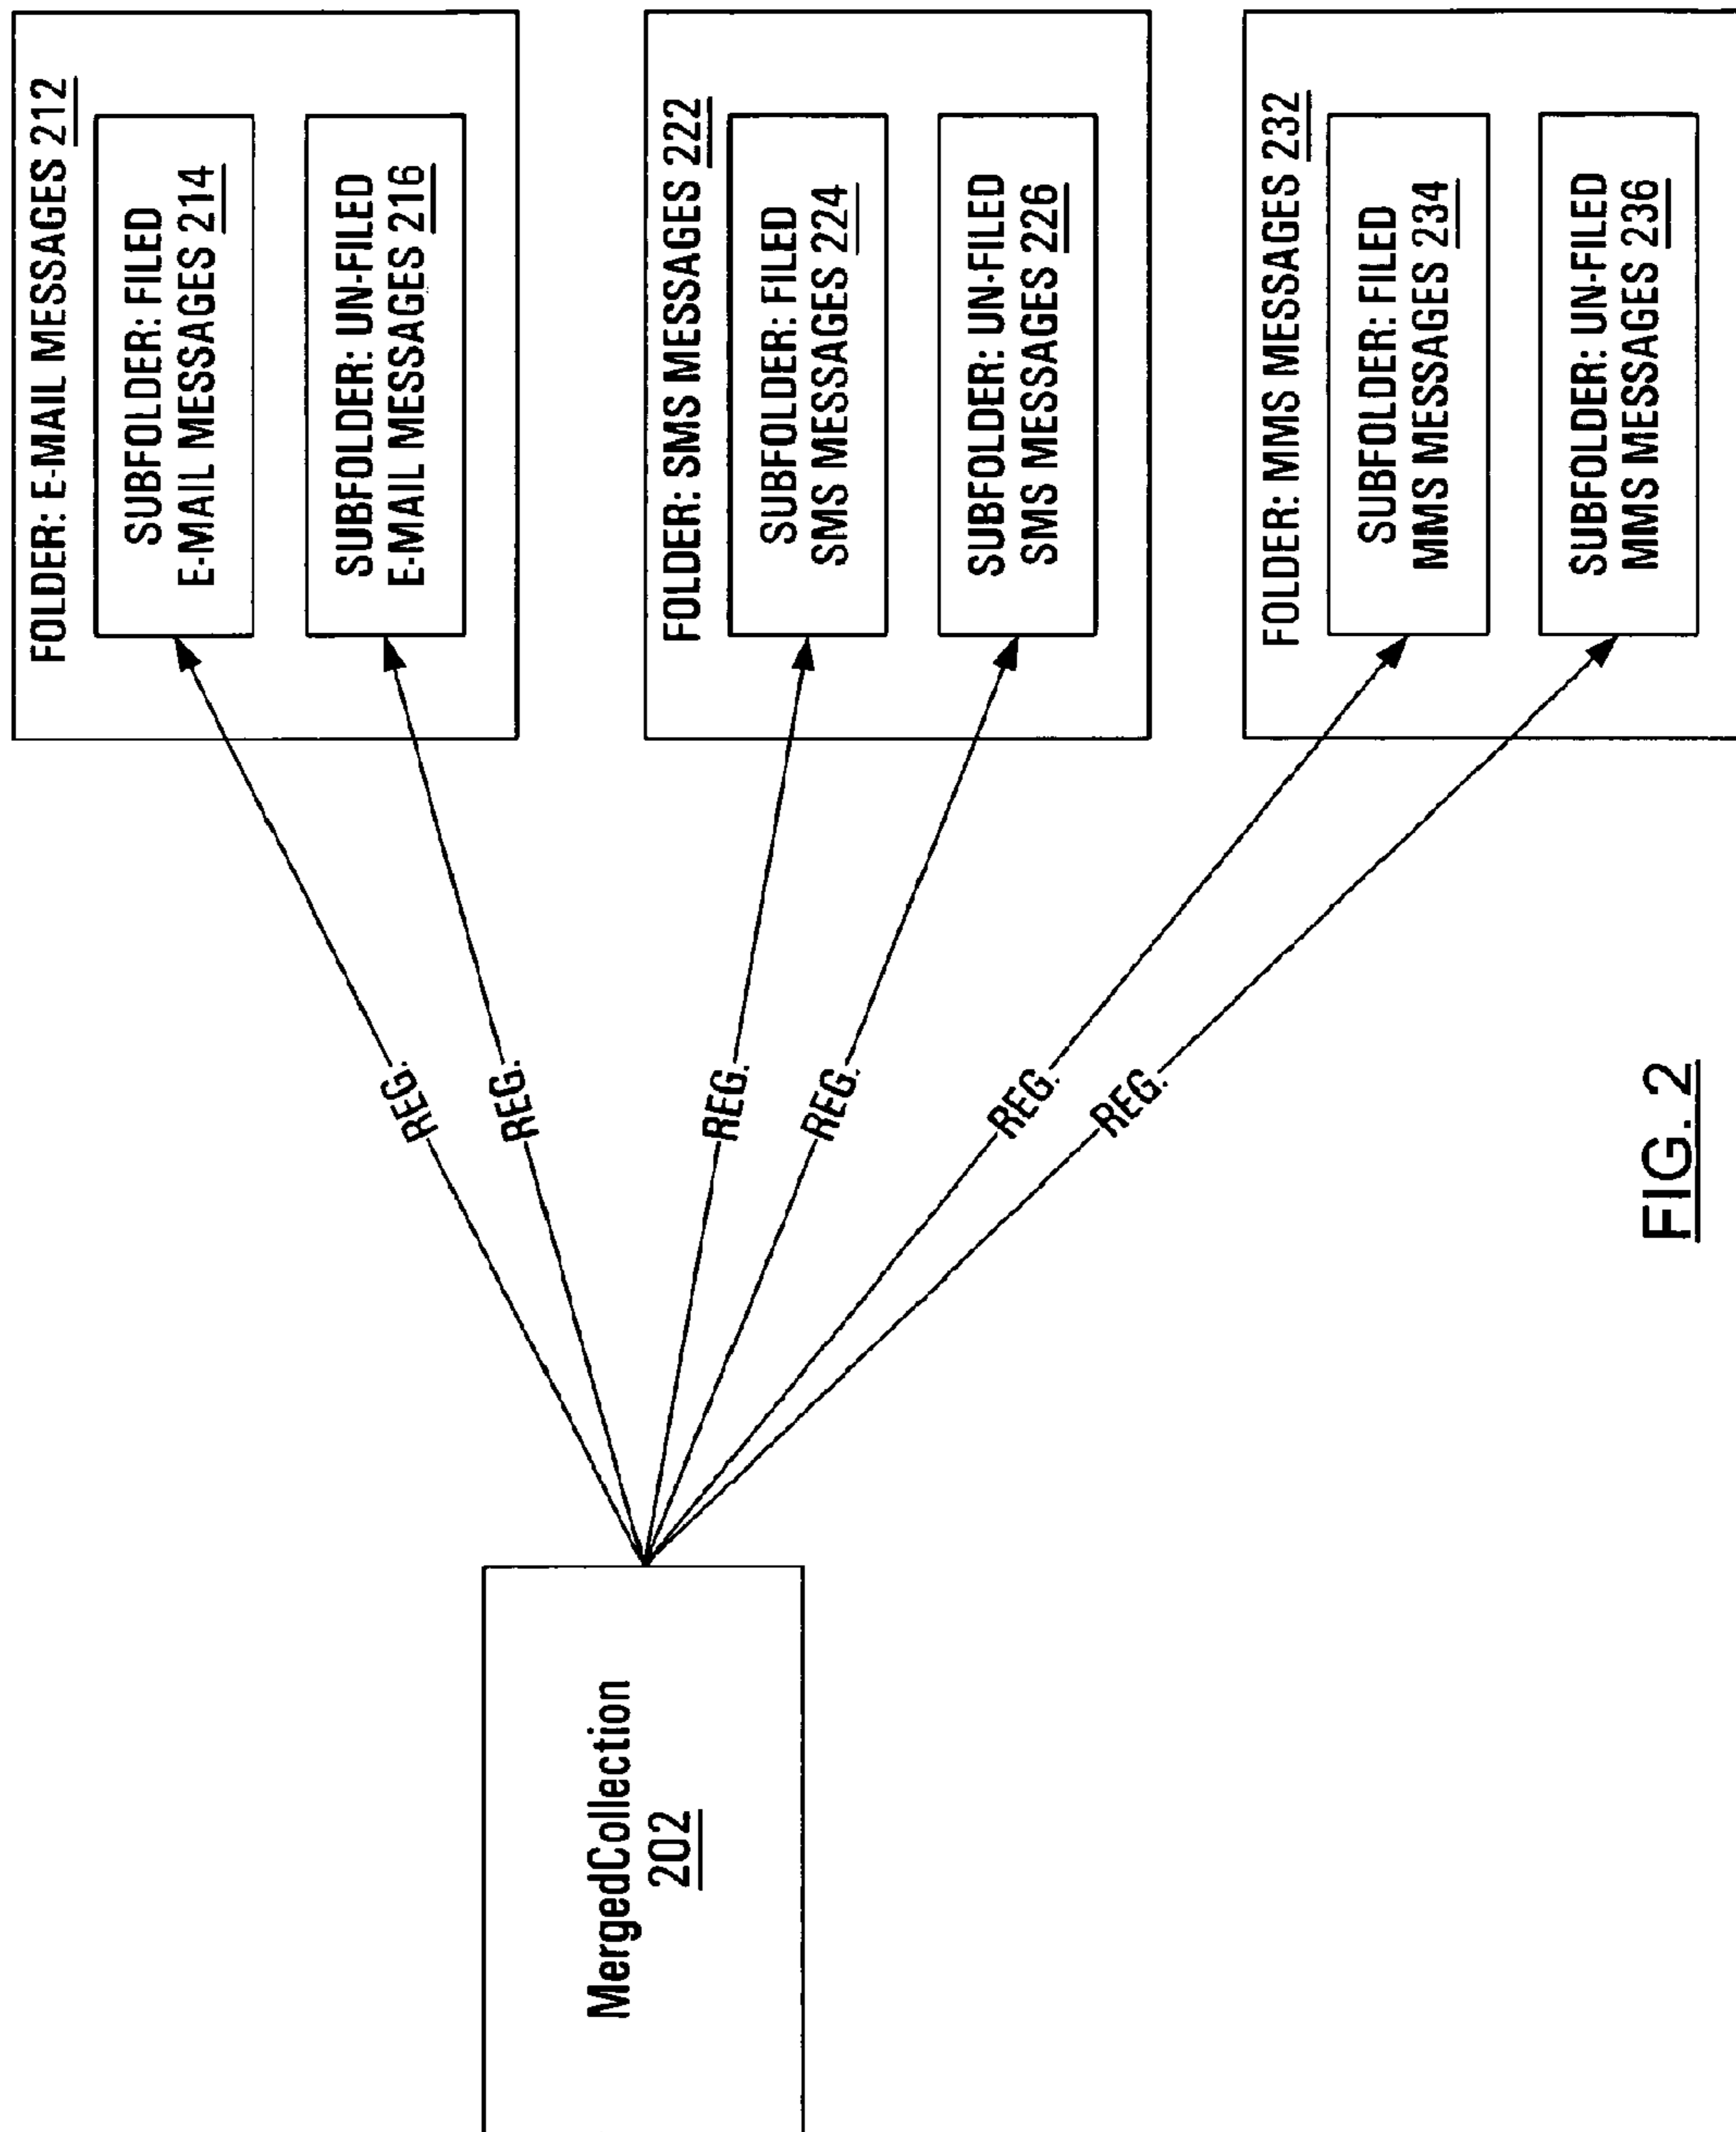 MergedCollection
202
REG.
REG.
REG.
REG.
REG.
REG.
FOLDER: E-MAIL MESSAGES 212
SUBFOLDER: FILED
E-MAIL MESSAGES 214
SUBFOLDER: UN-FILED
E-MAIL MESSAGES 216
FOLDER: SMS MESSAGES 222
SUBFOLDER: FILED
SMS MESSAGES 224
SUBFOLDER: UN-FILED
SMS MESSAGES 226
FOLDER: MMS MESSAGES 232
SUBFOLDER: FILED
MMS MESSAGES 234
SUBFOLDER: UN-FILED
MMS MESSAGES 236
FIG. 2